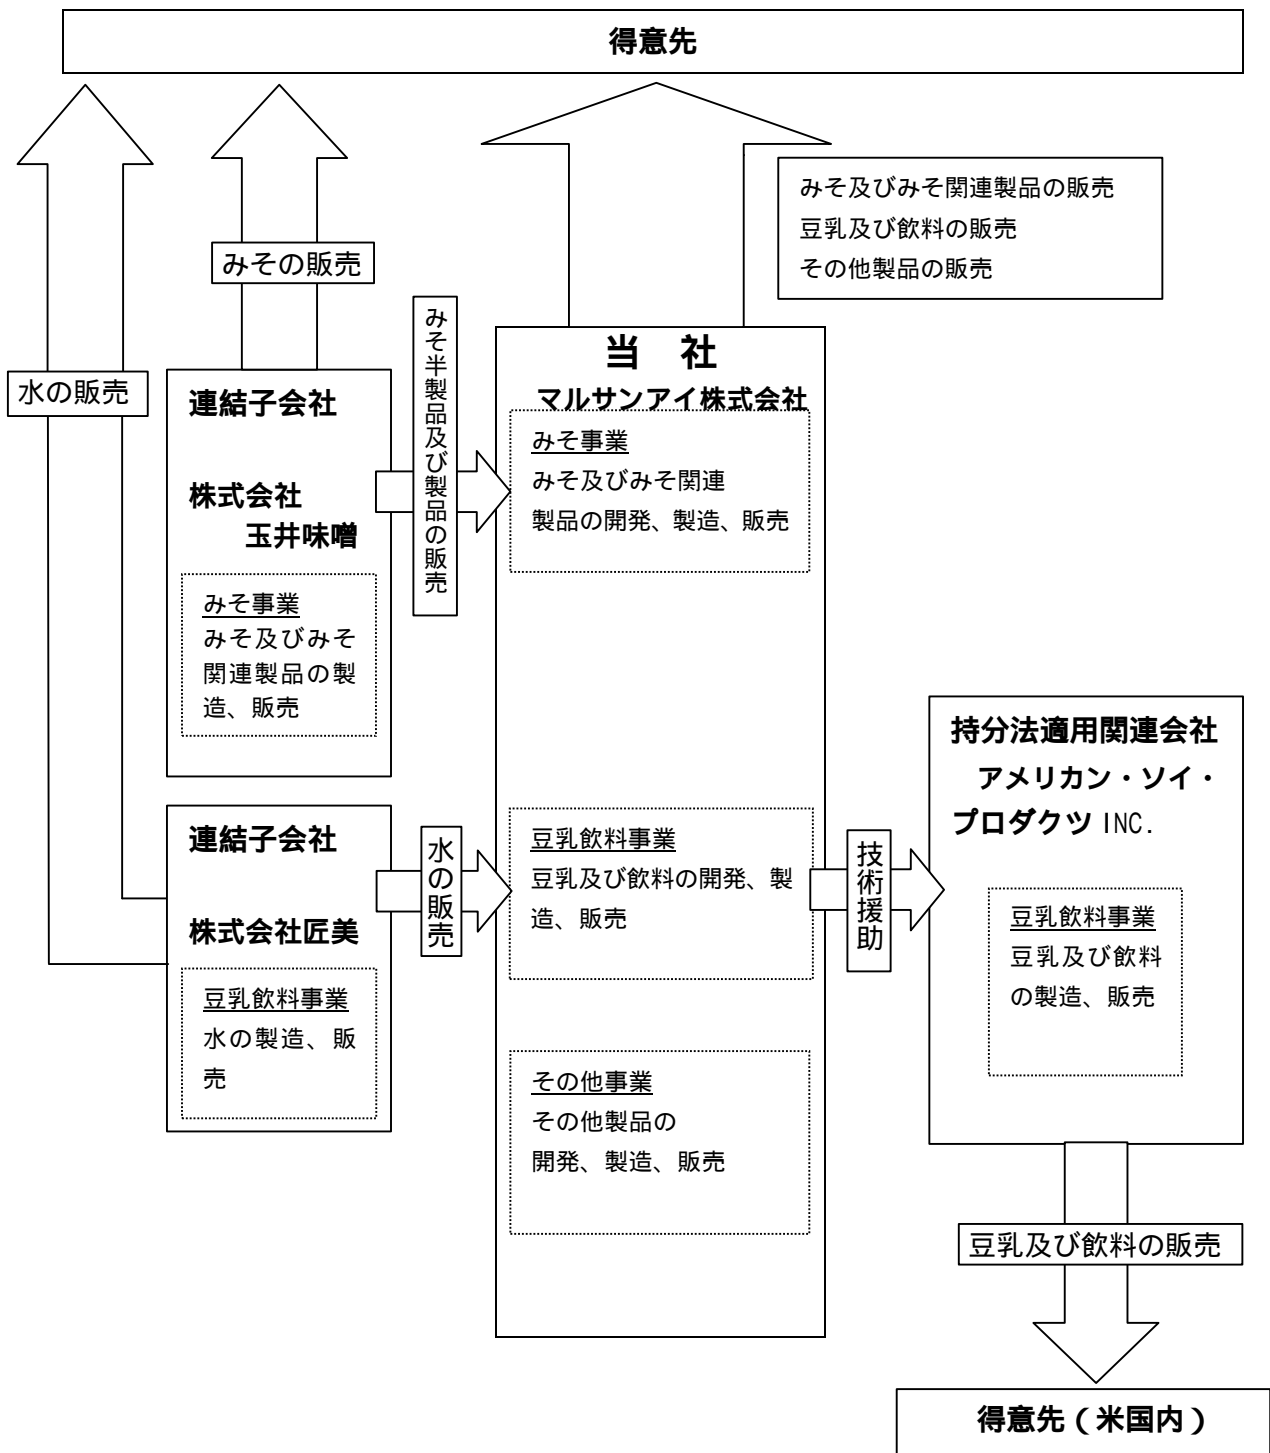 得意先
みそ及びみそ関連製品の販売
豆乳及び飲料の販売
その他製品の販売
みその販売
水の販売
連結子会社
株式会社
玉井味噌
みそ事業
みそ及びみそ
関連製品の製
造、販売
みそ半製品及び製品の販売
当 社
マルサンアイ株式会社
みそ事業
みそ及びみそ関連
製品の開発、製造、販売
連結子会社
株式会社匠美
豆乳飲料事業
水の製造、販
売
水の販売
豆乳飲料事業
豆乳及び飲料の開発、製
造、販売
その他事業
その他製品の
開発、製造、販売
技術援助
持分法適用関連会社
アメリカン・ソイ・
プロダクツ INC.
豆乳飲料事業
豆乳及び飲料
の製造、販売
豆乳及び飲料の販売
得意先(米国内)